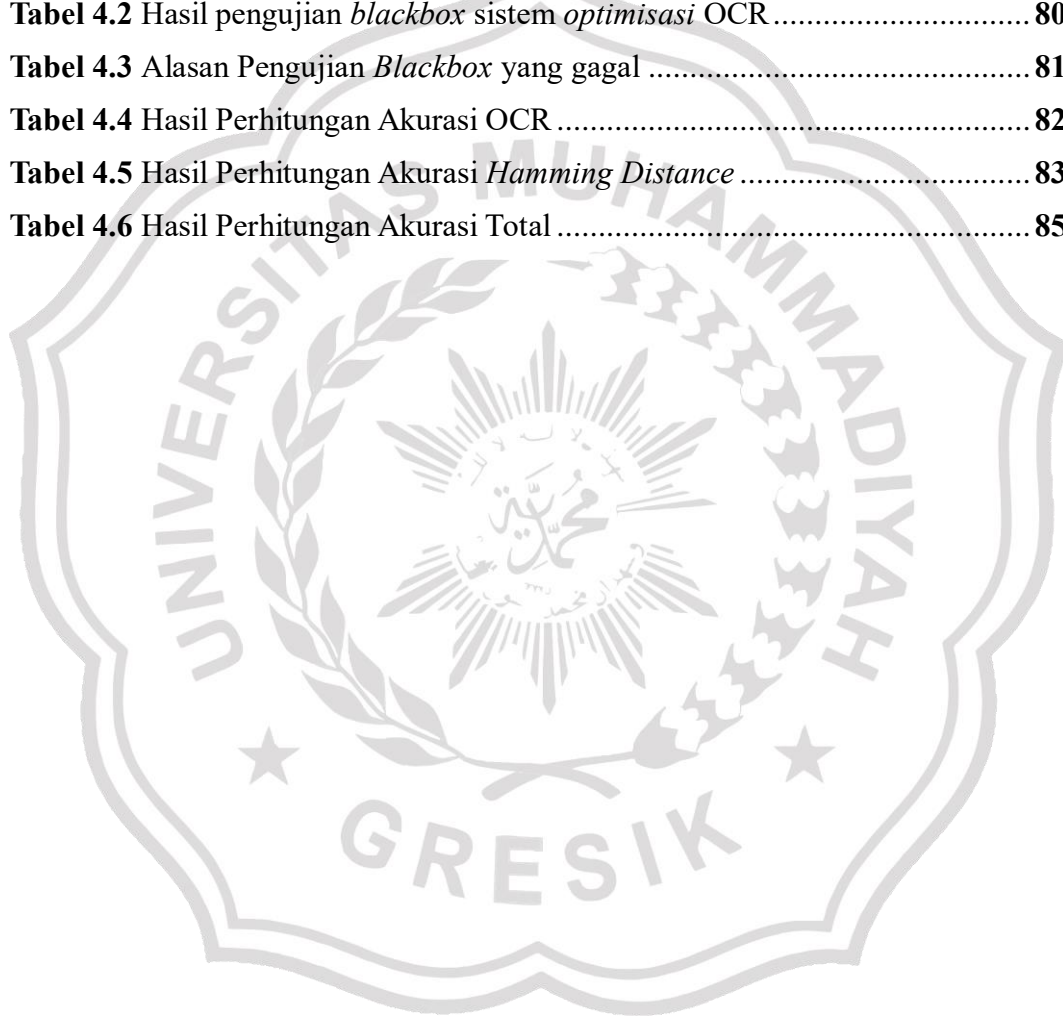 Tabel 4.2 Hasil pengujian blackbox sistem optimisasi OCR............................... 80
Tabel 4.3 Alasan Pengujian Blackbox yang gagal ............................................. 81
Tabel 4.4 Hasil Perhitungan Akurasi OCR ........................................................ 82
Tabel 4.5 Hasil Perhitungan Akurasi Hamming Distance .................................. 83
Tabel 4.6 Hasil Perhitungan Akurasi Total ........................................................ 85
UNIVERSITAS MUHAMMADIYAH
GRESIK